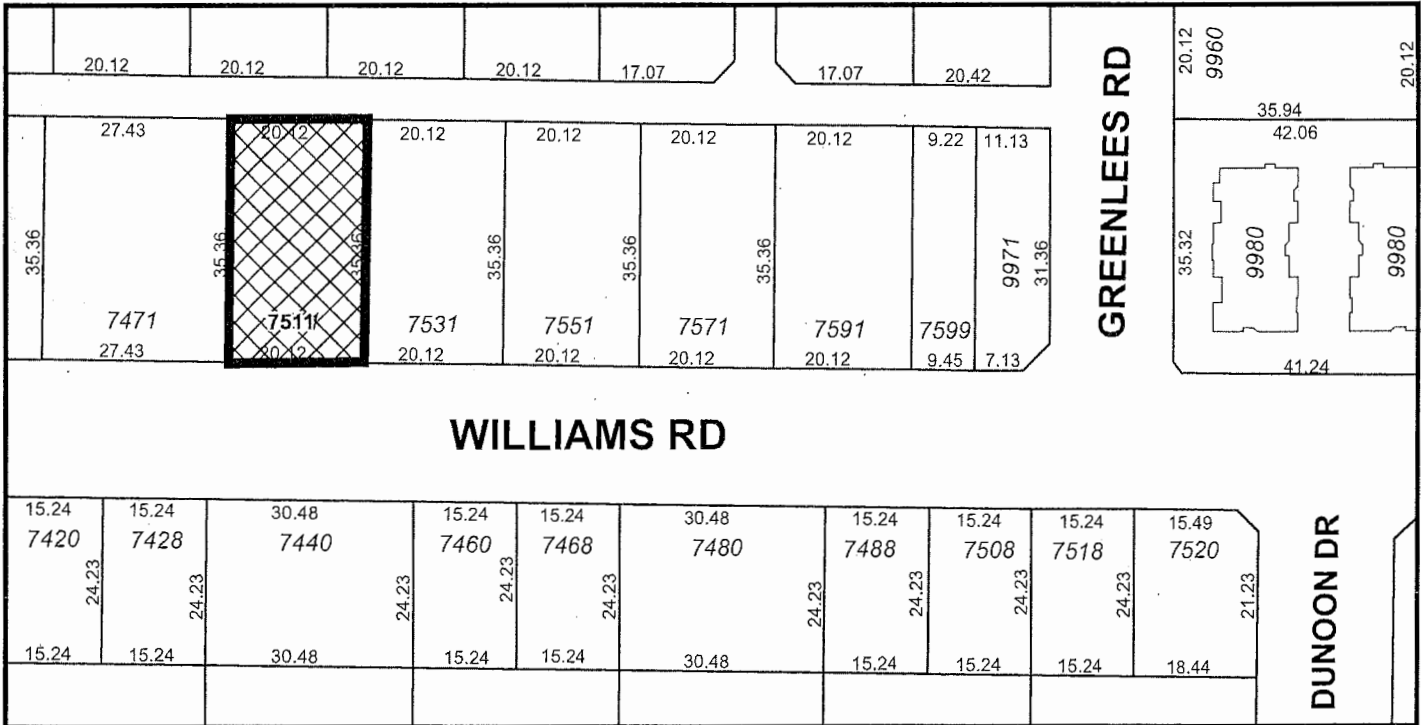 20.12 20.12 20.12 20.12 17.07 17.07 20.42
20.12 9960 20.12
35.94
42.06
27.43 20.12 20.12 20.12 20.12 20.12 9.22 11.13
35.36 35.36 35.36 35.36 35.36 35.36 9971 31.36
GREENLEES RD
35.32 9980 9980
7471 7511 7531 7551 7571 7591 7599
27.43 20.12 20.12 20.12 20.12 20.12 9.45 7.13
41.24
WILLIAMS RD
15.24 15.24 30.48 15.24 15.24 30.48 15.24 15.24 15.24 15.49
7420 7428 7440 7460 7468 7480 7488 7508 7518 7520
24.23 24.23 24.23 24.23 24.23 24.23 24.23 24.23 24.23 21.23
15.24 15.24 30.48 15.24 15.24 30.48 15.24 15.24 15.24 18.44
DUNOON DR